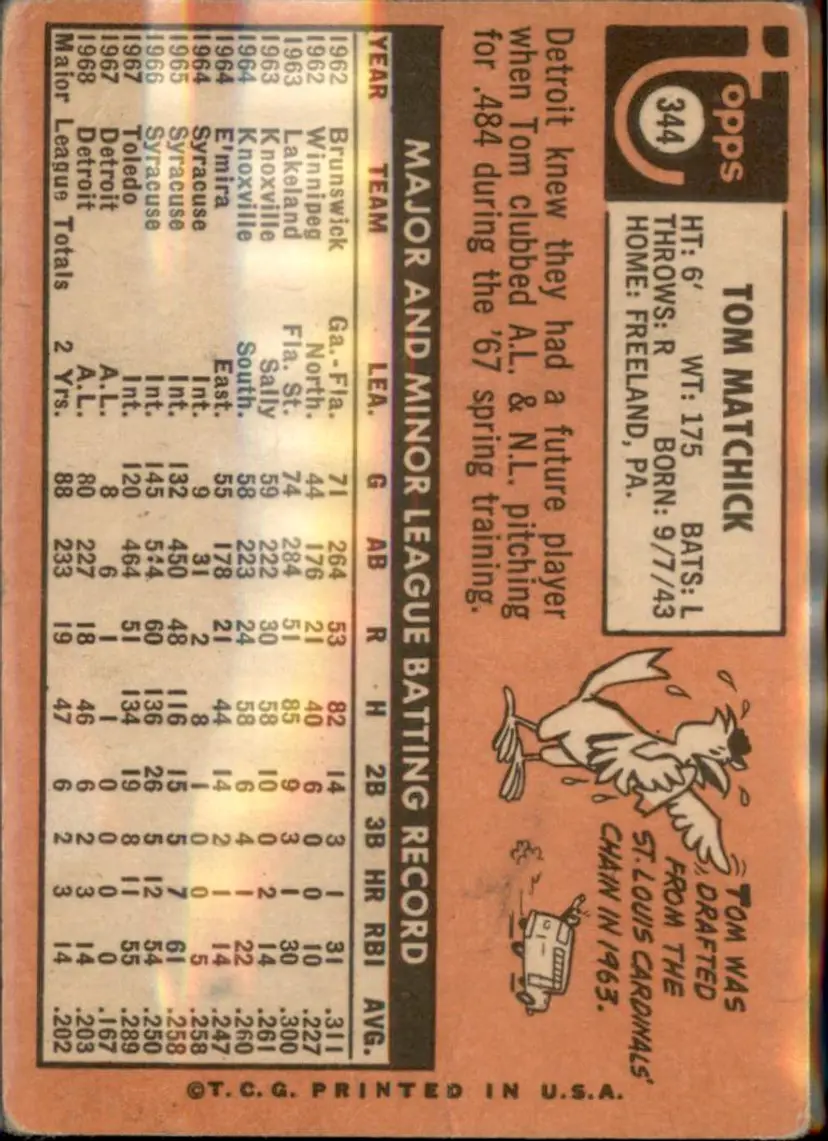 Topps
344
TOM MATCHICK
HT: 6' WT: 175 BATS: L
THROWS: R BORN: 9/7/43
HOME: FREELAND, PA.
Detroit knew they had a future player
when Tom clubbed A.L. & N.L. pitching
for .484 during the '67 spring training.
TOM WAS
DRAFTED
FROM THE
ST. LOUIS CARDINALS'
CHAIN IN 1963.
MAJOR AND MINOR LEAGUE BATTING RECORD
YEAR TEAM LEA. G AB R H 2B 3B HR RBI AVG.
1962 Brunswick Ga.-Fla. 71 264 53 82 14 3 1 31 .311
1962 Winnipeg North. 44 176 21 40 6 0 0 10 .227
1963 Lakeland Fla. St. 74 284 51 85 9 3 1 30 .300
1963 Knoxville Sally 59 222 30 58 10 0 2 14 .261
1964 Knoxville South. 58 223 24 58 6 4 1 22 .260
1964 E'mira East. 55 178 21 44 14 2 1 14 .247
1964 Syracuse Int. 9 31 2 8 1 0 0 5 .258
1965 Syracuse Int. 132 450 48 116 15 5 7 61 .258
1966 Syracuse Int. 145 544 60 136 26 5 12 54 .250
1967 Toledo Int. 120 464 51 134 19 8 11 55 .289
1967 Detroit A.L. 8 6 1 1 0 0 0 0 .167
1968 Detroit A.L. 80 227 18 46 6 2 3 14 .203
Major League Totals 2 Yrs. 88 233 19 47 6 2 3 14 .202
©T.C.G. PRINTED IN U.S.A.